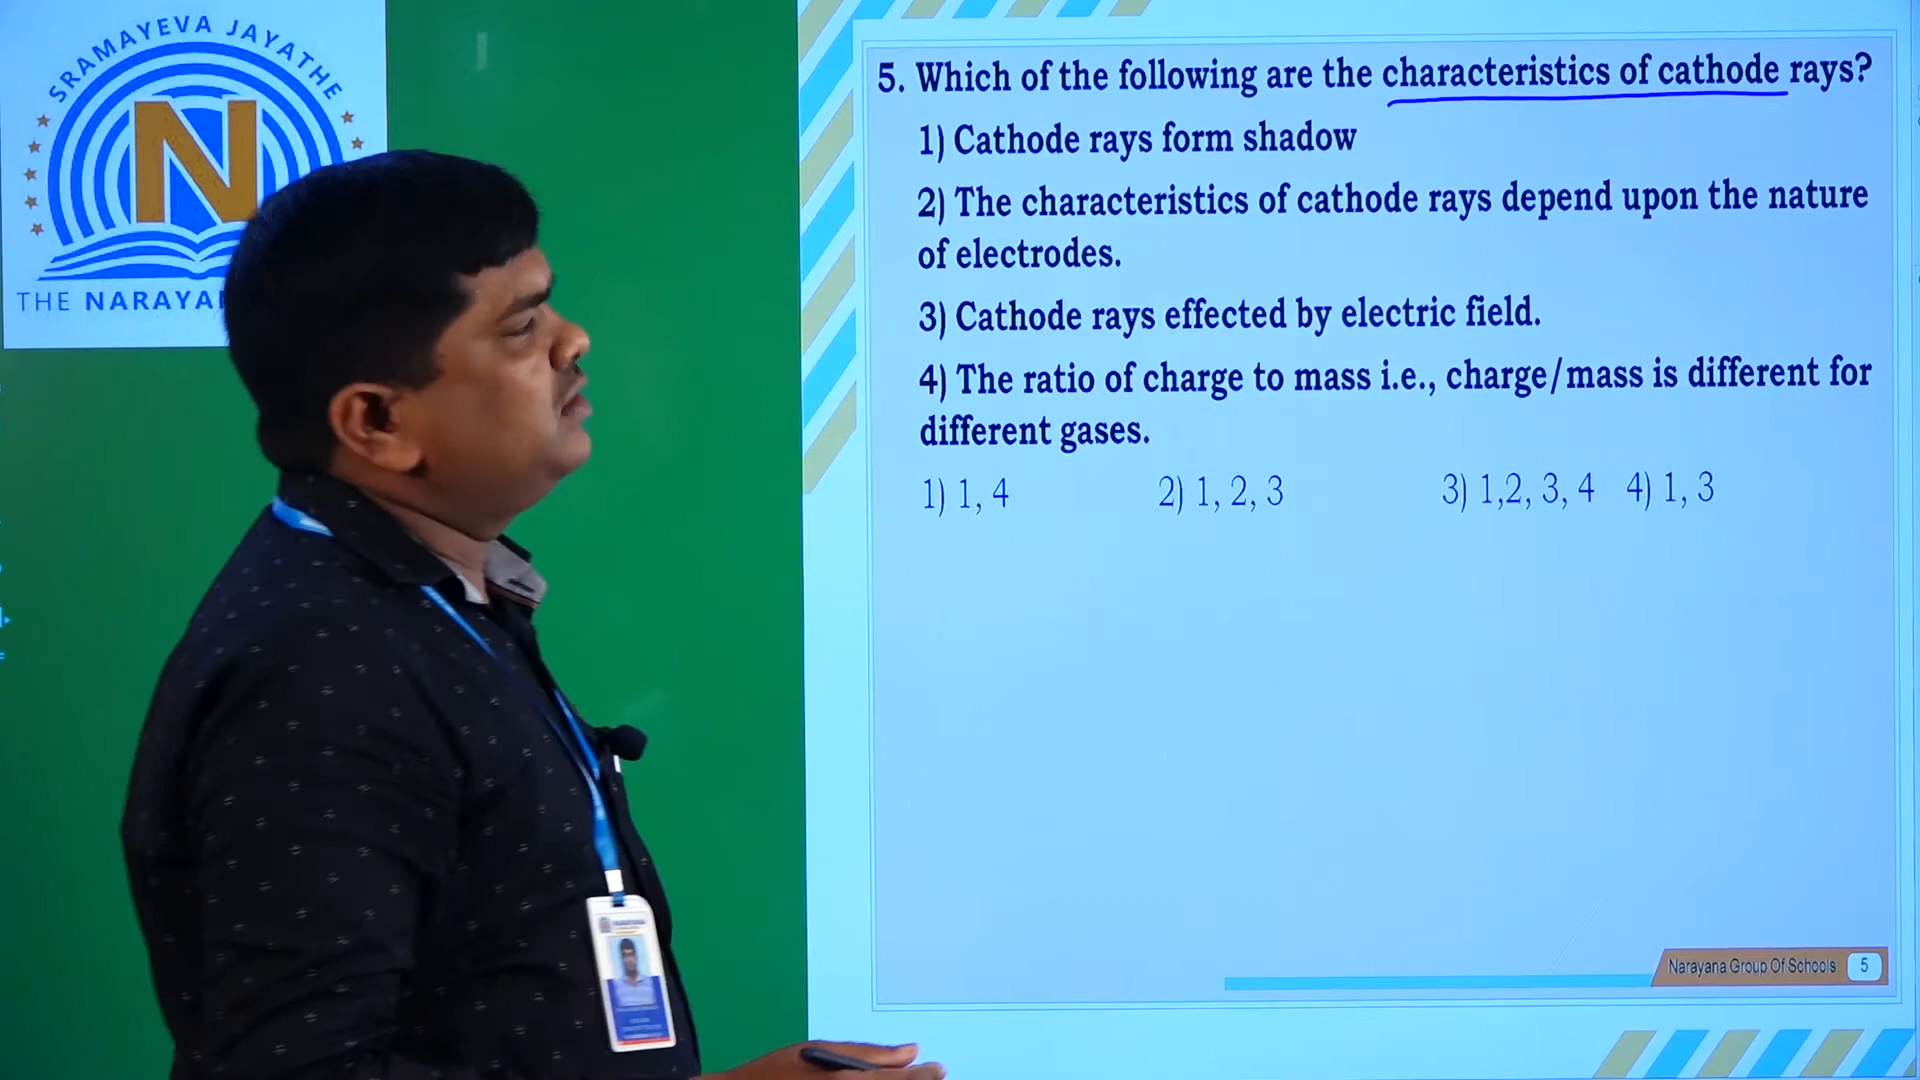 SRAMAYEVA JAYATHE
N
THE NARAYA
5. Which of the following are the characteristics of cathode rays?
1) Cathode rays form shadow
2) The characteristics of cathode rays depend upon the nature
of electrodes.
3) Cathode rays effected by electric field.
4) The ratio of charge to mass i.e., charge/mass is different for
different gases.
1) 1, 4 2) 1, 2, 3 3) 1,2, 3, 4 4) 1, 3
Narayana Group Of Schools 5